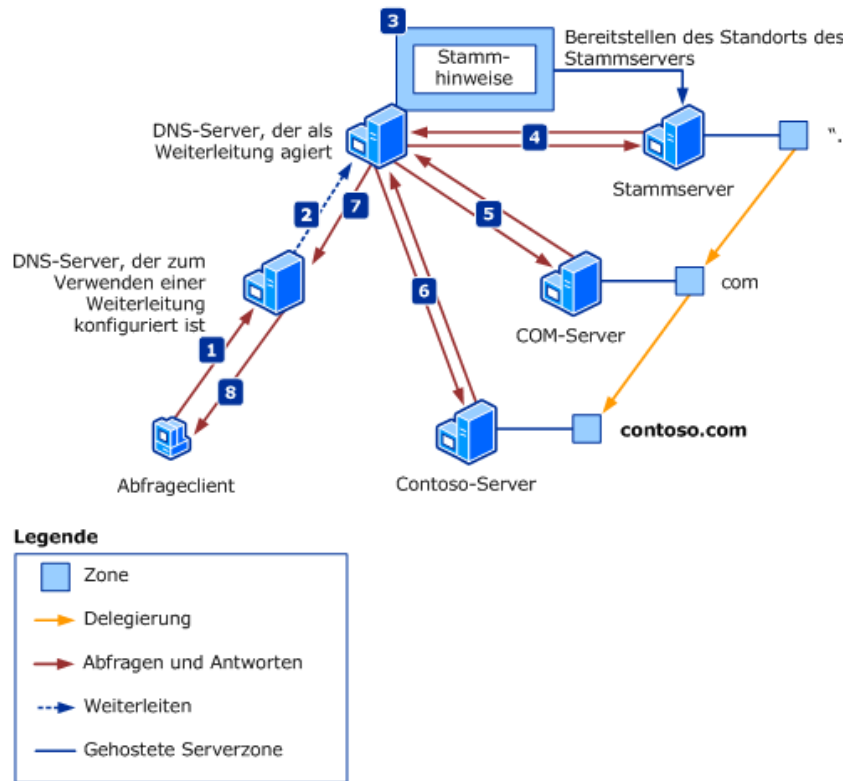 3
Stamm-
hinweise
Bereitstellen des Standorts des
Stammservers
DNS-Server, der als
Weiterleitung agiert
4
".
Stammserver
2
7
5
DNS-Server, der zum
Verwenden einer
Weiterleitung
konfiguriert ist
6
com
COM-Server
1
8
contoso.com
Abfrageclient
Contoso-Server
Legende
Zone
Delegierung
Abfragen und Antworten
Weiterleiten
Gehostete Serverzone